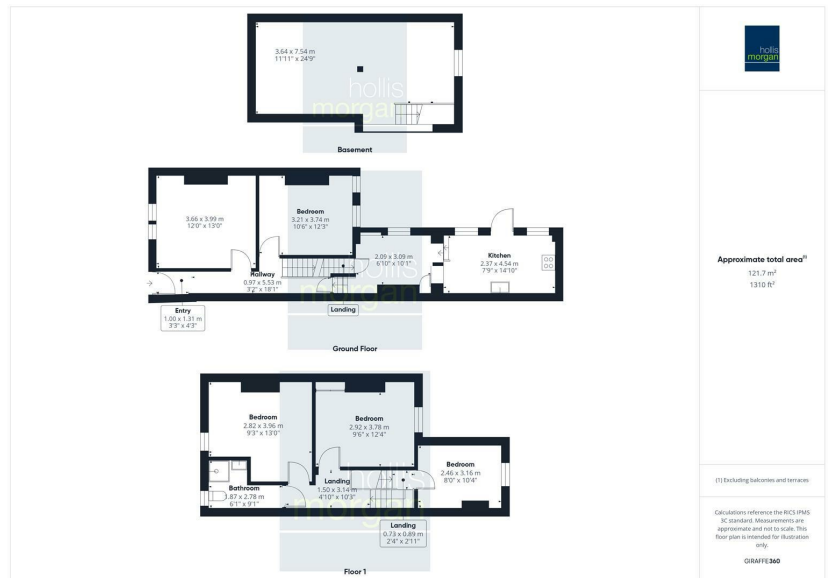 3.64 x 7.54 m
11'11" x 24'9"
hollis
morgan
Basement
3.66 x 3.99 m
12'0" x 13'0"
Bedroom
3.21 x 3.74 m
10'6" x 12'3"
2.09 x 3.09 m
6'10" x 10'1"
Kitchen
2.37 x 4.54 m
7'9" x 14'10"
Hallway
0.97 x 5.53 m
3'2" x 18'1"
hollis
morgan
Entry
1.00 x 1.31 m
3'3" x 4'3"
Landing
Ground Floor
Bedroom
2.82 x 3.96 m
9'3" x 13'0"
Bedroom
2.92 x 3.78 m
9'6" x 12'4"
Bedroom
2.46 x 3.16 m
8'0" x 10'4"
Bathroom
1.87 x 2.78 m
6'1" x 9'1"
Landing
1.50 x 3.14 m
4'10" x 10'3"
hollis
morgan
Landing
0.73 x 0.89 m
2'4" x 2'11"
Floor 1
hollis
morgan
Approximate total area(1)
121.7 m²
1310 ft²
(1) Excluding balconies and terraces
Calculations reference the RICS IPMS
3C standard. Measurements are
approximate and not to scale. This
floor plan is intended for illustration
only.
GIRAFFE360